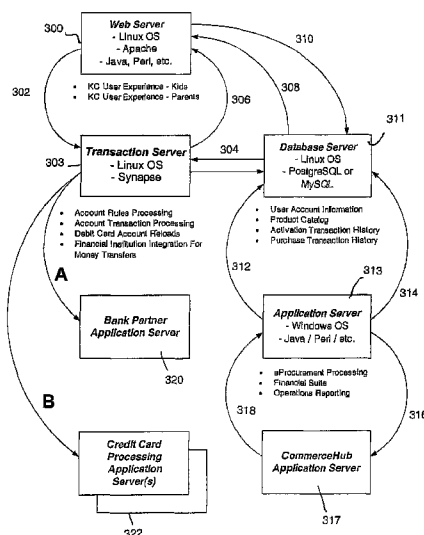 300
Web Server
- Linux OS
- Apache
- Java, Perl, etc.
310
302
• KC User Experience - Kids
• KC User Experience - Parents
306
308
311
303
Transaction Server
- Linux OS
- Synapse
304
Database Server
- Linux OS
- PostgreSQL or
MySQL
• Account Rules Processing
• Account Transaction Processing
• Debit Card Account Reloads
• Financial Institution Integration For
Money Transfers
• User Account Information
• Product Catalog
• Activation Transaction History
• Purchase Transaction History
A
312
313
314
Bank Partner
Application Server
320
Application Server
- Windows OS
- Java / Perl / etc.
• eProcurement Processing
• Financial Suite
• Operations Reporting
B
318
316
Credit Card
Processing
Application
Server(s)
322
CommerceHub
Application Server
317